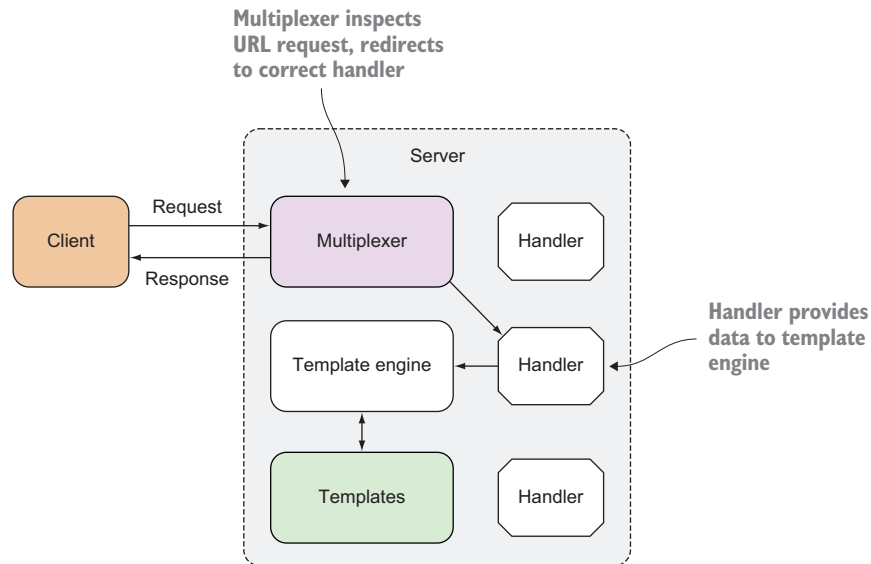 Multiplexer inspects
URL request, redirects
to correct handler
Server
Request
Client
Multiplexer
Handler
Response
Handler provides
data to template
engine
Template engine
Handler
Templates
Handler